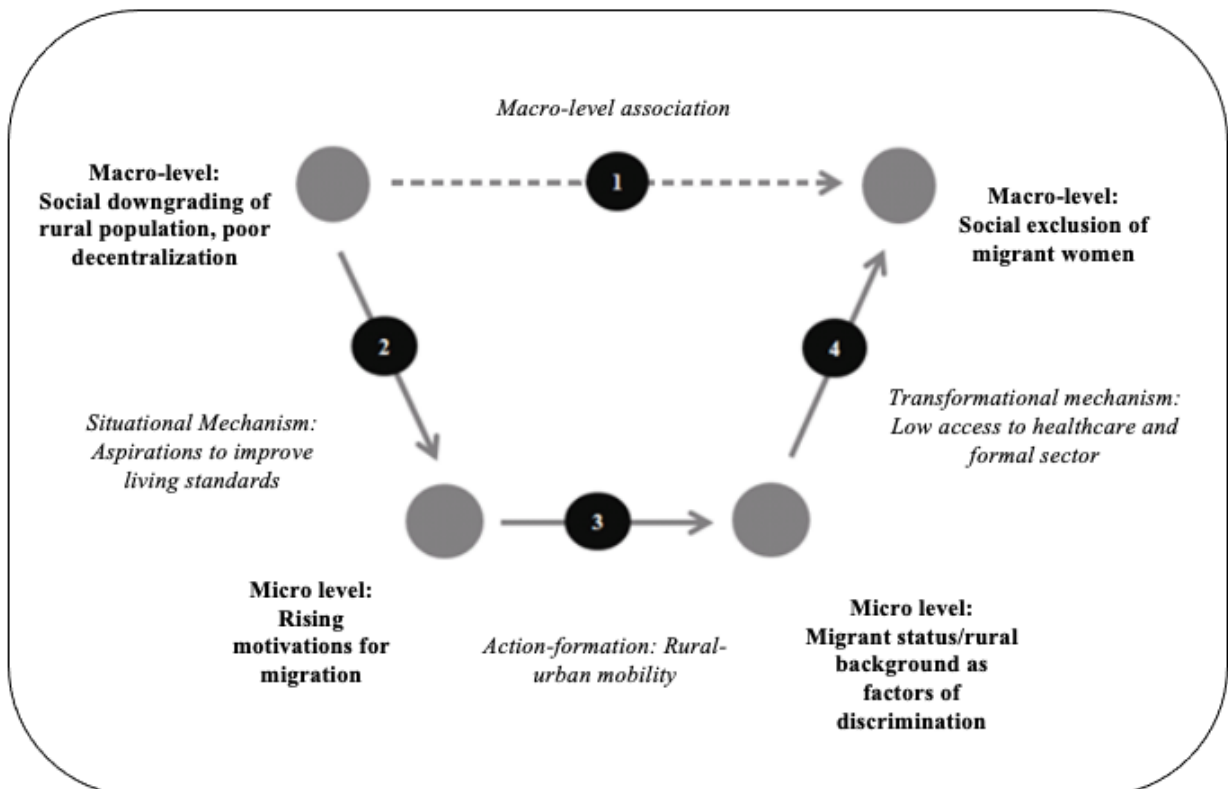 Macro-level association
Macro-level:
Social downgrading of
rural population, poor
decentralization
1
Macro-level:
Social exclusion of
migrant women
2
4
Situational Mechanism:
Aspirations to improve
living standards
Transformational mechanism:
Low access to healthcare and
formal sector
3
Micro level:
Rising
motivations for
migration
Action-formation: Rural-
urban mobility
Micro level:
Migrant status/rural
background as
factors of
discrimination